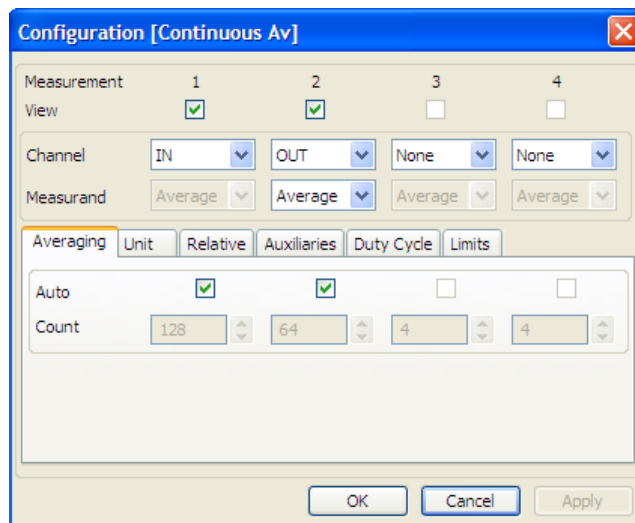 Configuration [Continuous Av]
Measurement 1 2 3 4
View
Channel IN OUT None None
Measurand Average Average Average Average
Averaging Unit Relative Auxiliaries Duty Cycle Limits
Auto
Count 128 64 4 4
OK Cancel Apply